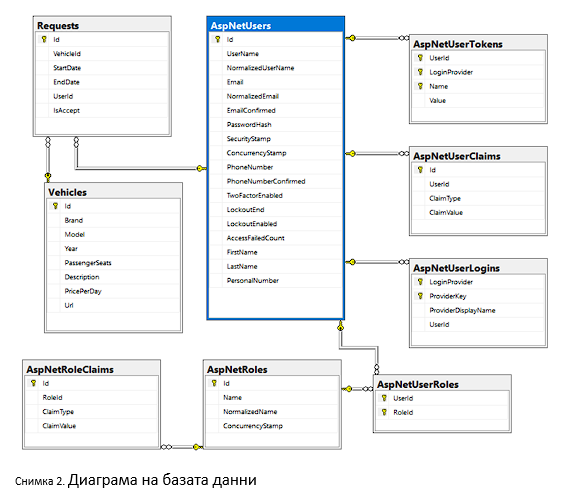 Requests
Id
VehicleId
StartDate
EndDate
UserId
IsAccept
AspNetUsers
Id
UserName
NormalizedUserName
Email
NormalizedEmail
EmailConfirmed
PasswordHash
SecurityStamp
ConcurrencyStamp
PhoneNumber
PhoneNumberConfirmed
TwoFactorEnabled
LockoutEnd
LockoutEnabled
AccessFailedCount
FirstName
LastName
PersonalNumber
AspNetUserTokens
UserId
LoginProvider
Name
Value
AspNetUserClaims
Id
UserId
ClaimType
ClaimValue
Vehicles
Id
Brand
Model
Year
PassengerSeats
Description
PricePerDay
Url
AspNetUserLogins
LoginProvider
ProviderKey
ProviderDisplayName
UserId
AspNetRoleClaims
Id
RoleId
ClaimType
ClaimValue
AspNetRoles
Id
Name
NormalizedName
ConcurrencyStamp
AspNetUserRoles
UserId
RoleId
Снимка 2. Диаграма на базата данни